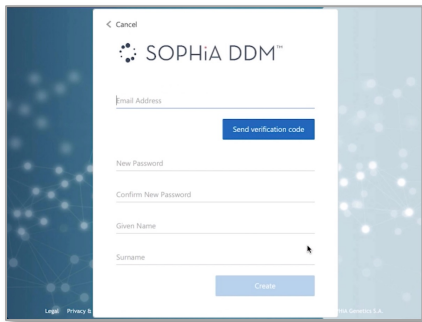 Cancel
SOPHiA DDM™
Email Address
Send verification code
New Password
Confirm New Password
Given Name
Surname
Create
Legal Privacy & Genetics S.A.